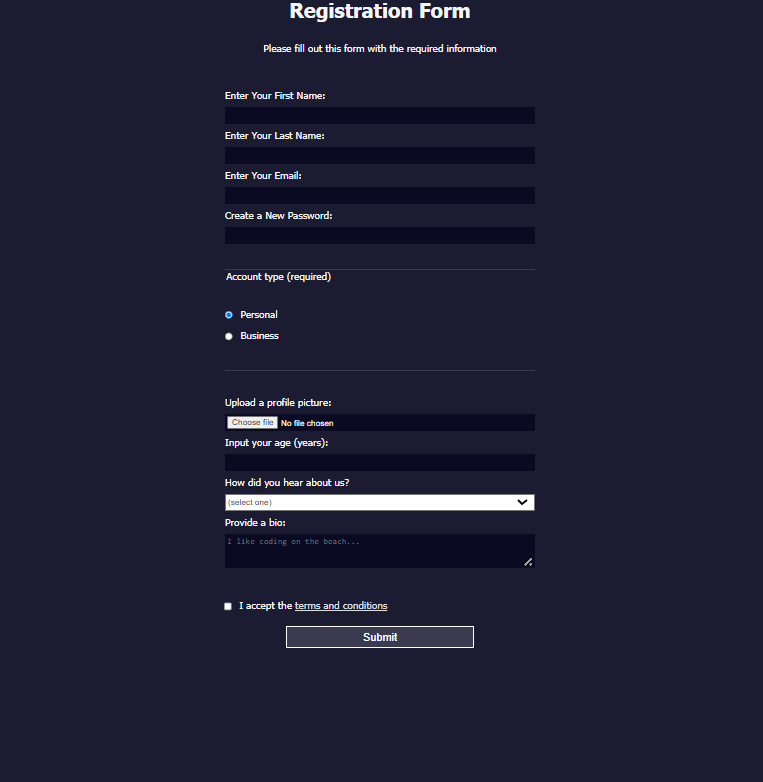 Registration Form
Please fill out this form with the required information
Enter Your First Name:
Enter Your Last Name:
Enter Your Email:
Create a New Password:
Account type (required)
Personal
Business
Upload a profile picture:
Choose file No file chosen
Input your age (years):
How did you hear about us?
(select one)
Provide a bio:
I like coding on the beach...
I accept the terms and conditions
Submit